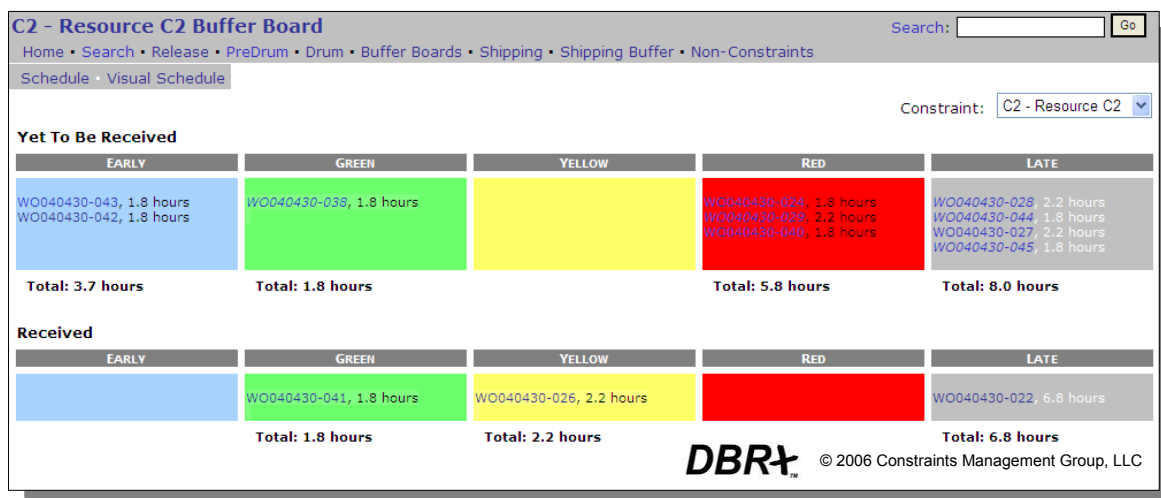 C2 - Resource C2 Buffer Board
Search: Go
Home • Search • Release • PreDrum • Drum • Buffer Boards • Shipping • Shipping Buffer • Non-Constraints
Schedule • Visual Schedule
Constraint: C2 - Resource C2
Yet To Be Received
EARLY GREEN YELLOW RED LATE
WO040430-043, 1.8 hours WO040430-038, 1.8 hours WO040430-024, 1.8 hours WO040430-028, 2.2 hours
WO040430-042, 1.8 hours WO040430-029, 2.2 hours WO040430-044, 1.8 hours
WO040430-040, 1.8 hours WO040430-027, 2.2 hours
WO040430-045, 1.8 hours
Total: 3.7 hours Total: 1.8 hours Total: 5.8 hours Total: 8.0 hours
Received
EARLY GREEN YELLOW RED LATE
WO040430-041, 1.8 hours WO040430-026, 2.2 hours WO040430-022, 6.8 hours
Total: 1.8 hours Total: 2.2 hours Total: 6.8 hours
DBR+™ © 2006 Constraints Management Group, LLC